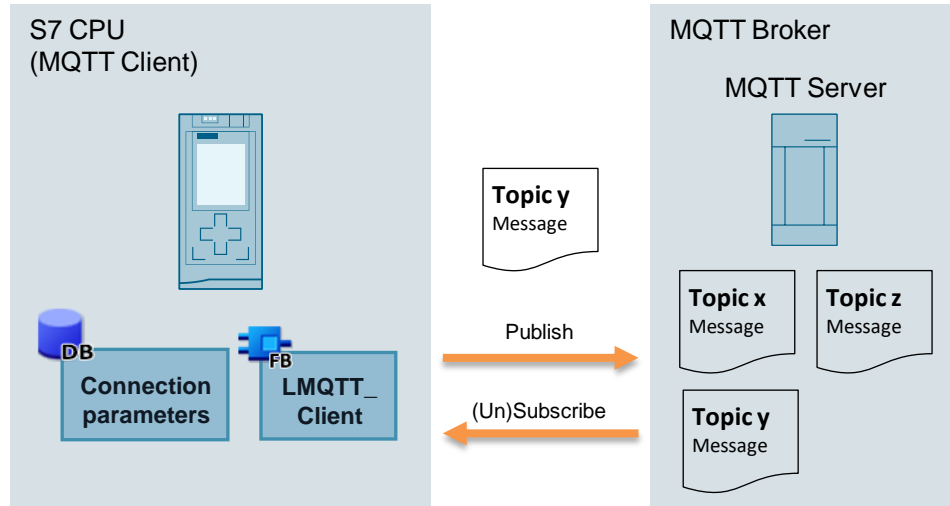 S7 CPU
(MQTT Client)
DB
Connection
parameters
FB
LMQTT_
Client
Topic y
Message
Publish
(Un)Subscribe
MQTT Broker
MQTT Server
Topic x
Message
Topic z
Message
Topic y
Message